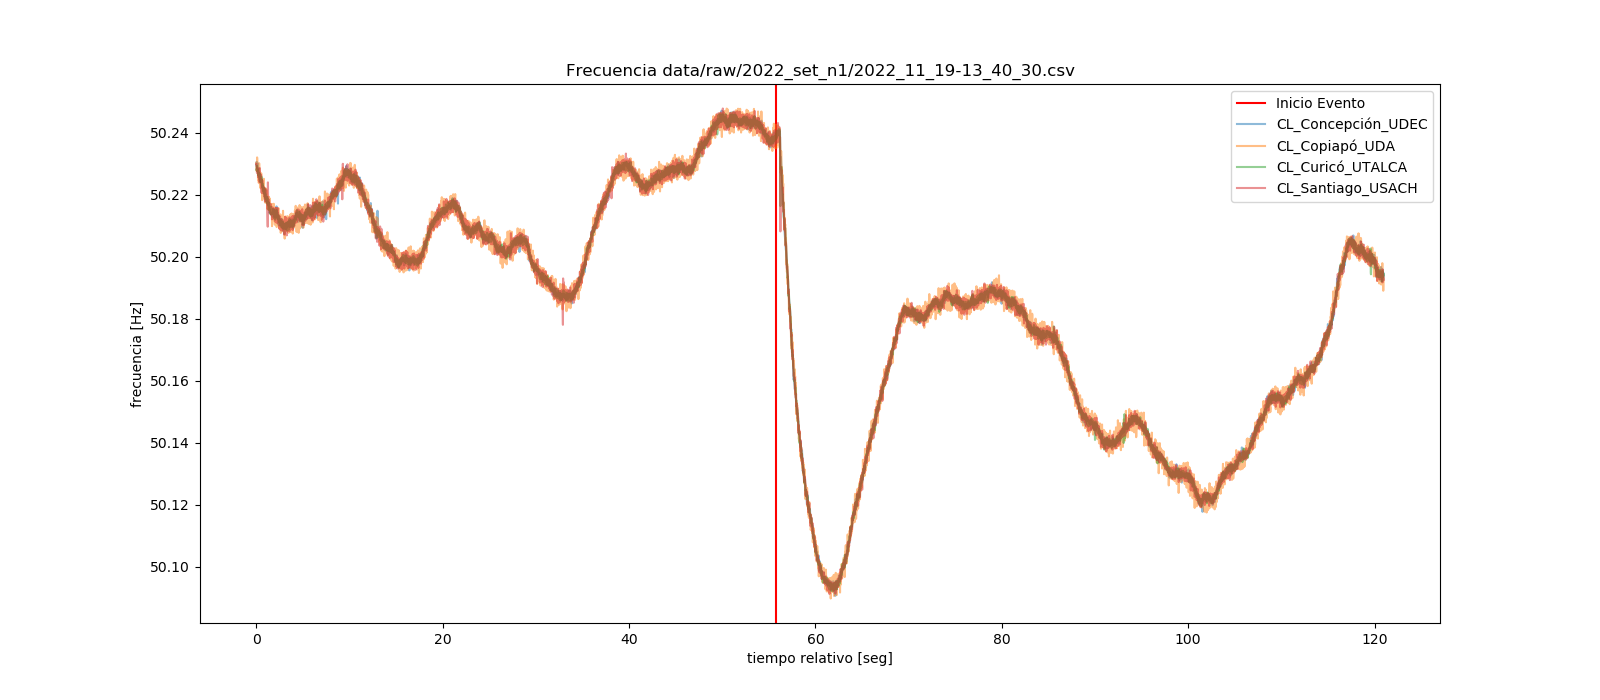 Frecuencia data/raw/2022_set_n1/2022_11_19-13_40_30.csv
Inicio Evento
CL_Concepción_UDEC
CL_Copiapó_UDA
CL_Curicó_UTALCA
CL_Santiago_USACH
50.24
50.22
50.20
50.18
50.16
50.14
50.12
50.10
frecuencia [Hz]
0 20 40 60 80 100 120
tiempo relativo [seg]